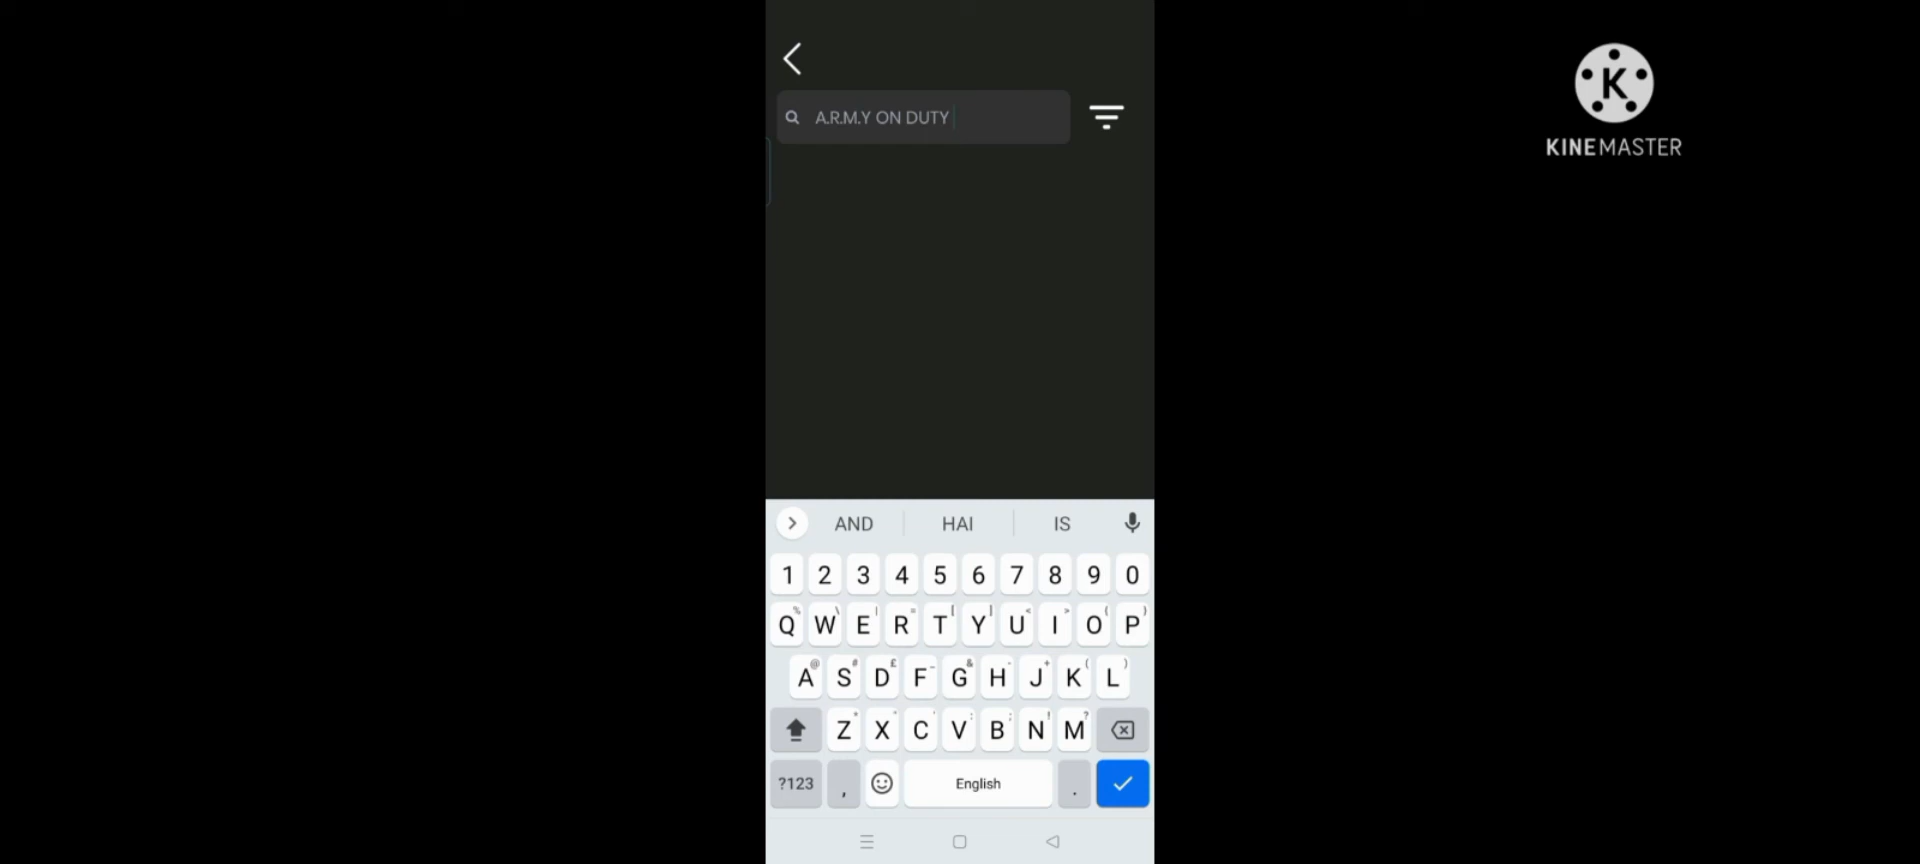 A.R.M.Y ON DUTY
K
KINEMASTER
AND HAI IS
1 2 3 4 5 6 7 8 9 0
Q W E R T Y U I O P
A S D F G H J K L
Z X C V B N M
?123 , English .